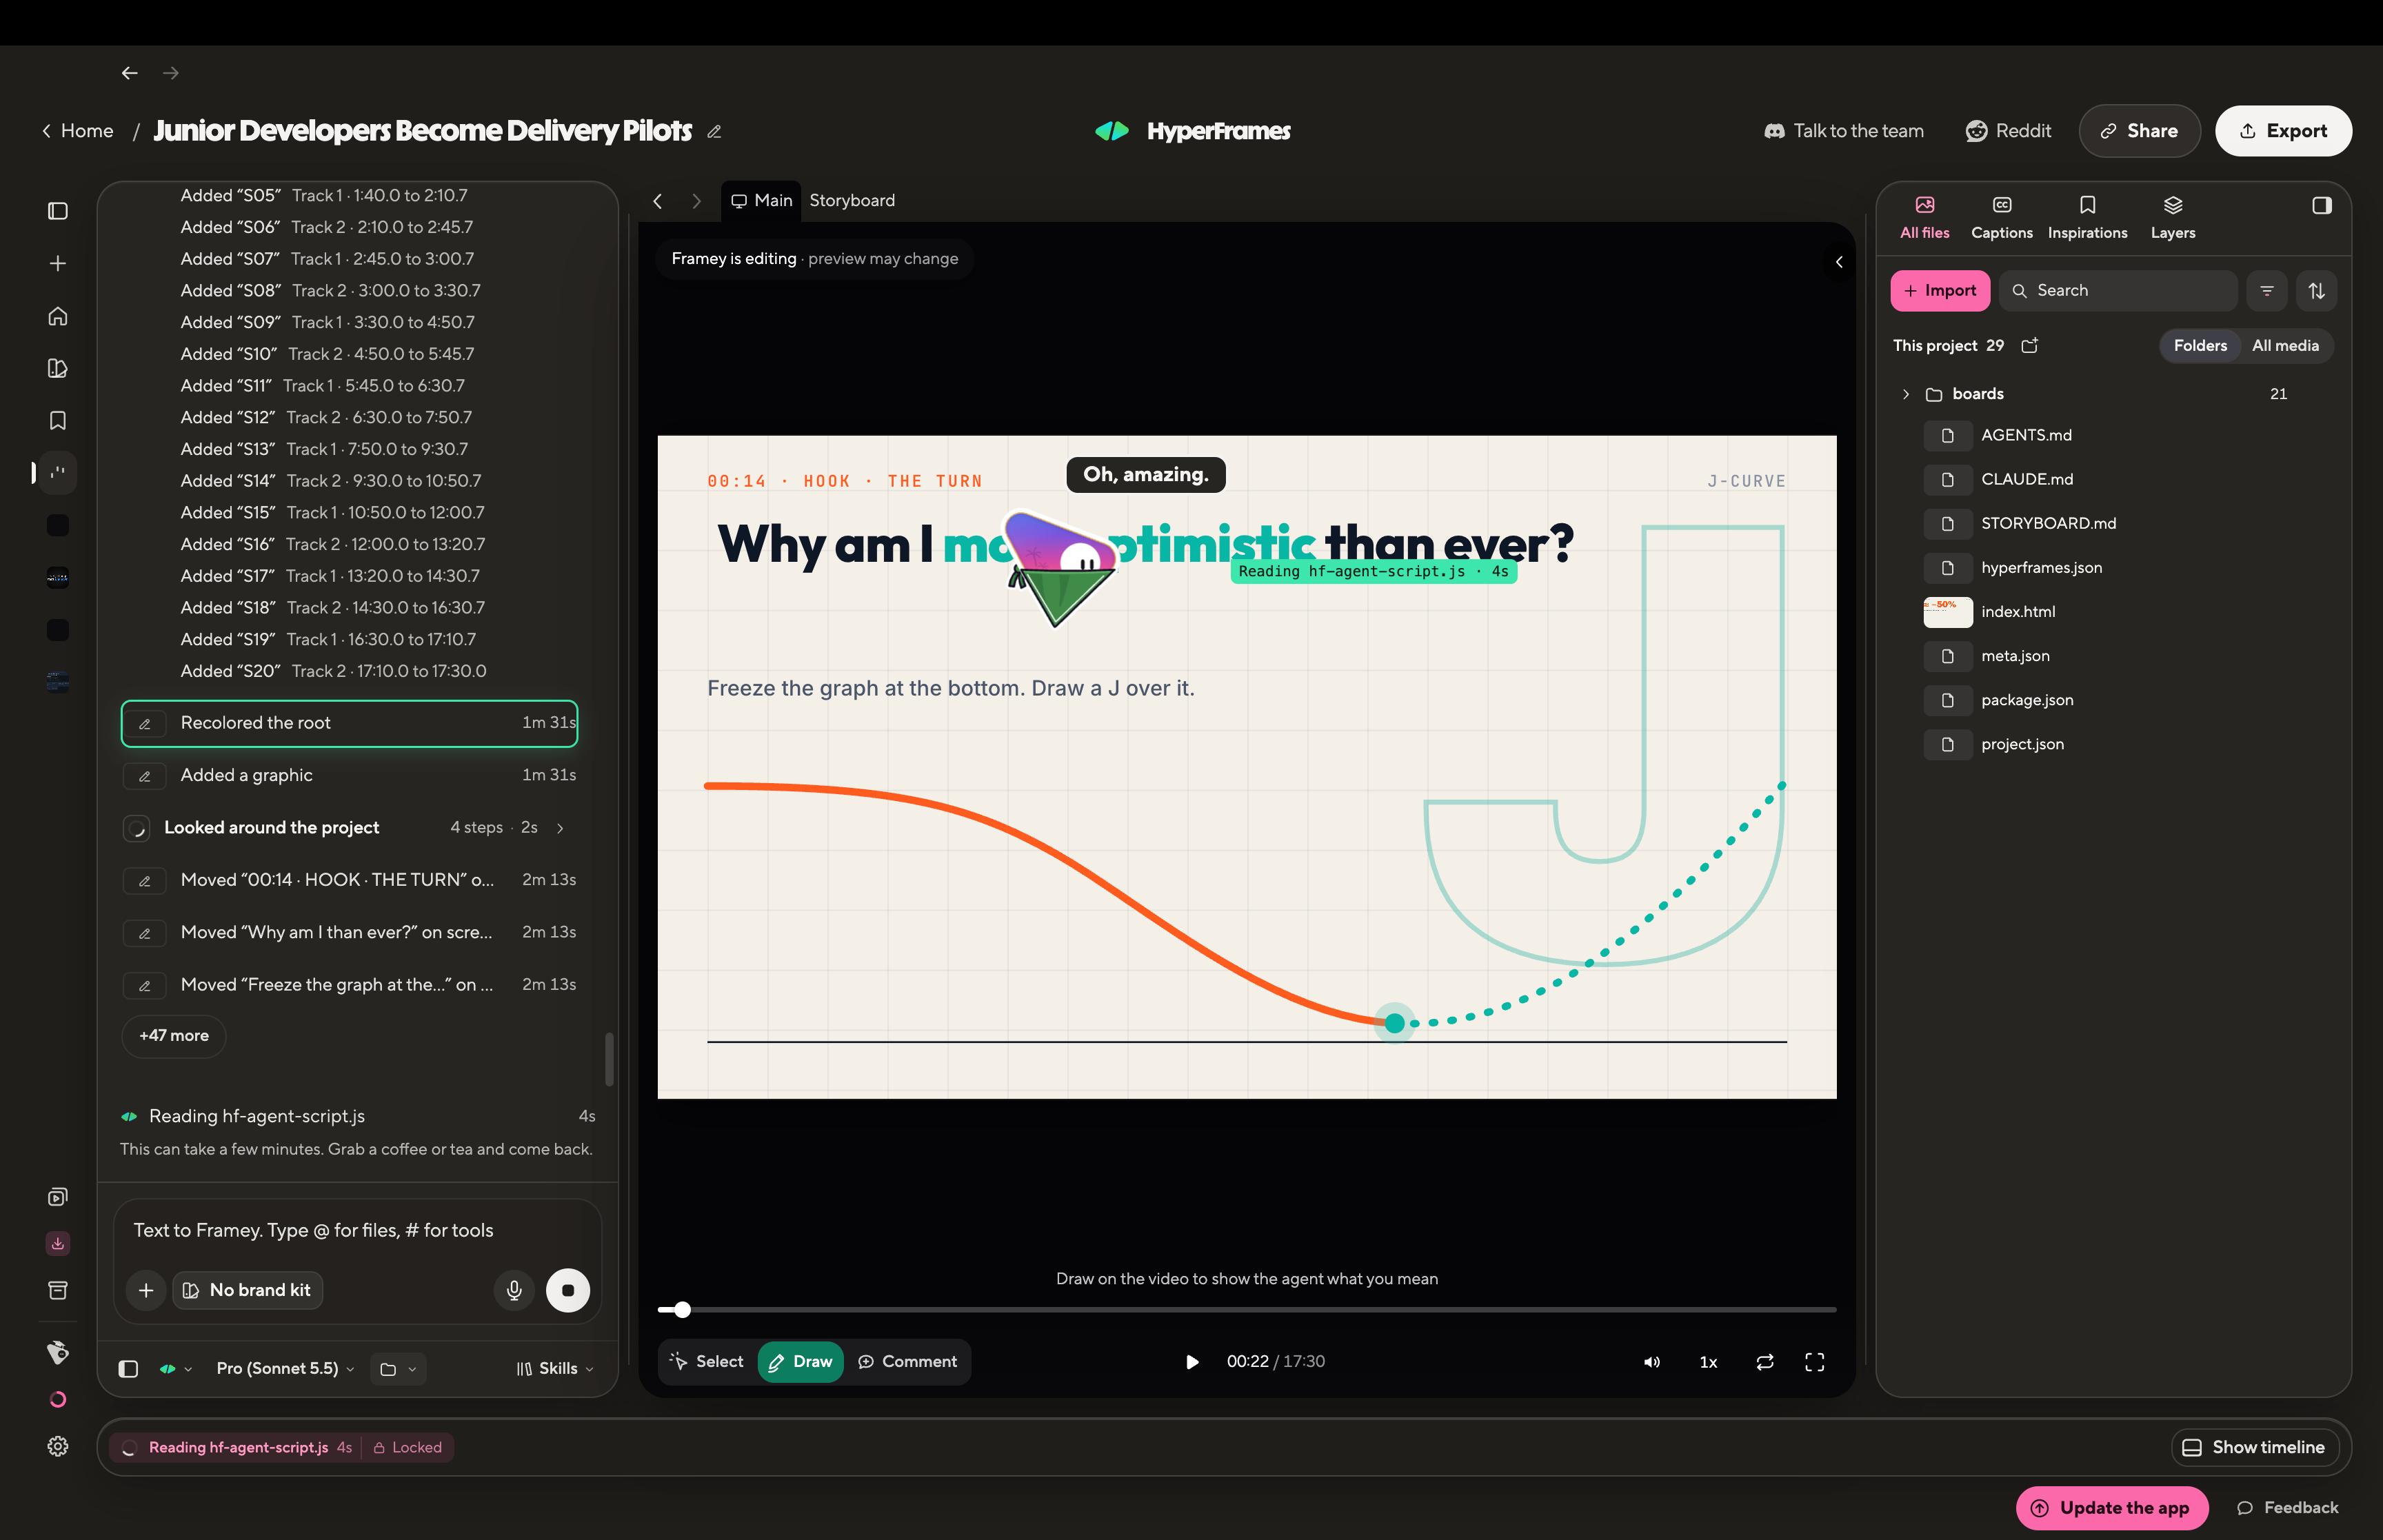 Home / Junior Developers Become Delivery Pilots
HyperFrames
Talk to the team
Reddit
Share
Export
Added “S05” Track 1 · 1:40.0 to 2:10.7
Added “S06” Track 2 · 2:10.0 to 2:45.7
Added “S07” Track 1 · 2:45.0 to 3:00.7
Added “S08” Track 2 · 3:00.0 to 3:30.7
Added “S09” Track 1 · 3:30.0 to 4:50.7
Added “S10” Track 2 · 4:50.0 to 5:45.7
Added “S11” Track 1 · 5:45.0 to 6:30.7
Added “S12” Track 2 · 6:30.0 to 7:50.7
Added “S13” Track 1 · 7:50.0 to 9:30.7
Added “S14” Track 2 · 9:30.0 to 10:50.7
Added “S15” Track 1 · 10:50.0 to 12:00.7
Added “S16” Track 2 · 12:00.0 to 13:20.7
Added “S17” Track 1 · 13:20.0 to 14:30.7
Added “S18” Track 2 · 14:30.0 to 16:30.7
Added “S19” Track 1 · 16:30.0 to 17:10.7
Added “S20” Track 2 · 17:10.0 to 17:30.0
Recolored the root 1m 31s
Added a graphic 1m 31s
Looked around the project 4 steps · 2s
Moved “00:14 · HOOK · THE TURN” o... 2m 13s
Moved “Why am I than ever?” on scre... 2m 13s
Moved “Freeze the graph at the...” on ... 2m 13s
+47 more
Reading hf-agent-script.js 4s
This can take a few minutes. Grab a coffee or tea and come back.
Text to Framey. Type @ for files, # for tools
No brand kit
Pro (Sonnet 5.5)
Skills
Main
Storyboard
Framey is editing · preview may change
00:14 · HOOK · THE TURN
Oh, amazing.
J-CURVE
Why am I mo ptimistic than ever?
Reading hf-agent-script.js · 4s
Freeze the graph at the bottom. Draw a J over it.
Draw on the video to show the agent what you mean
Select
Draw
Comment
00:22 / 17:30
1x
All files
Captions
Inspirations
Layers
Import
Search
This project 29
Folders
All media
boards 21
AGENTS.md
CLAUDE.md
STORYBOARD.md
hyperframes.json
index.html
meta.json
package.json
project.json
Reading hf-agent-script.js 4s
Locked
Show timeline
Update the app
Feedback